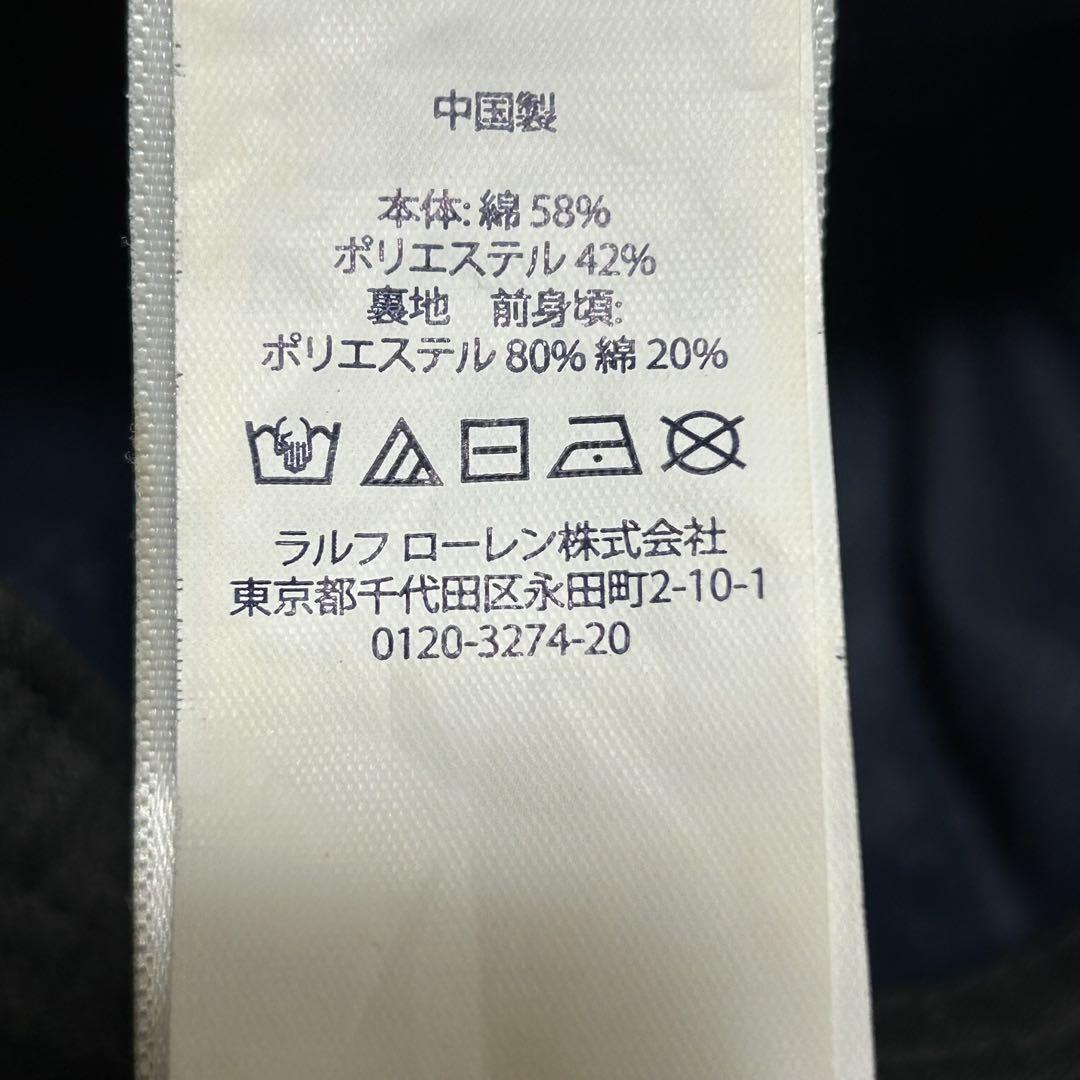 中国製
本体: 綿 58%
ポリエステル 42%
裏地　前身頃:
ポリエステル 80% 綿 20%
ラルフ ローレン株式会社
東京都千代田区永田町2-10-1
0120-3274-20